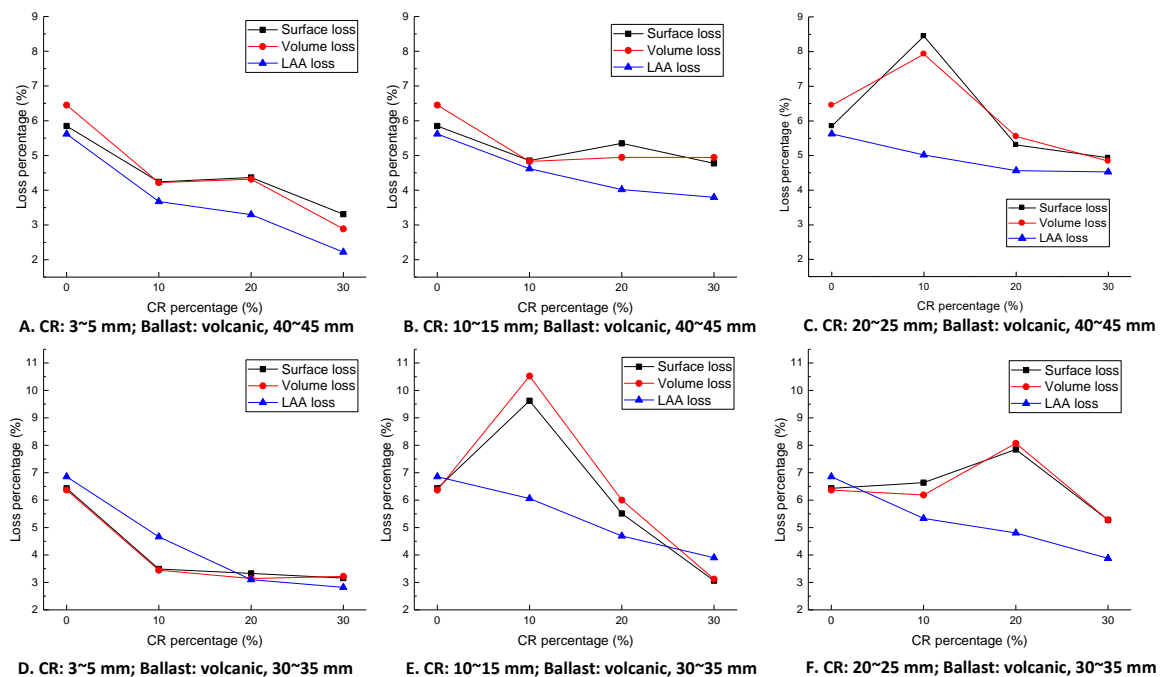 9
8
7
6
5
4
3
2
Loss percentage (%)
Surface loss
Volume loss
LAA loss
0 10 20 30
CR percentage (%)
A. CR: 3~5 mm; Ballast: volcanic, 40~45 mm
9
8
7
6
5
4
3
2
Loss percentage (%)
Surface loss
Volume loss
LAA loss
0 10 20 30
CR percentage (%)
B. CR: 10~15 mm; Ballast: volcanic, 40~45 mm
9
8
7
6
5
4
3
2
Loss percentage (%)
Surface loss
Volume loss
LAA loss
0 10 20 30
CR percentage (%)
C. CR: 20~25 mm; Ballast: volcanic, 40~45 mm
11
10
9
8
7
6
5
4
3
2
Loss percentage (%)
Surface loss
Volume loss
LAA loss
0 10 20 30
CR percentage (%)
D. CR: 3~5 mm; Ballast: volcanic, 30~35 mm
11
10
9
8
7
6
5
4
3
2
Loss percentage (%)
Surface loss
Volume loss
LAA loss
0 10 20 30
CR percentage (%)
E. CR: 10~15 mm; Ballast: volcanic, 30~35 mm
11
10
9
8
7
6
5
4
3
2
Loss percentage (%)
Surface loss
Volume loss
LAA loss
0 10 20 30
CR percentage (%)
F. CR: 20~25 mm; Ballast: volcanic, 30~35 mm